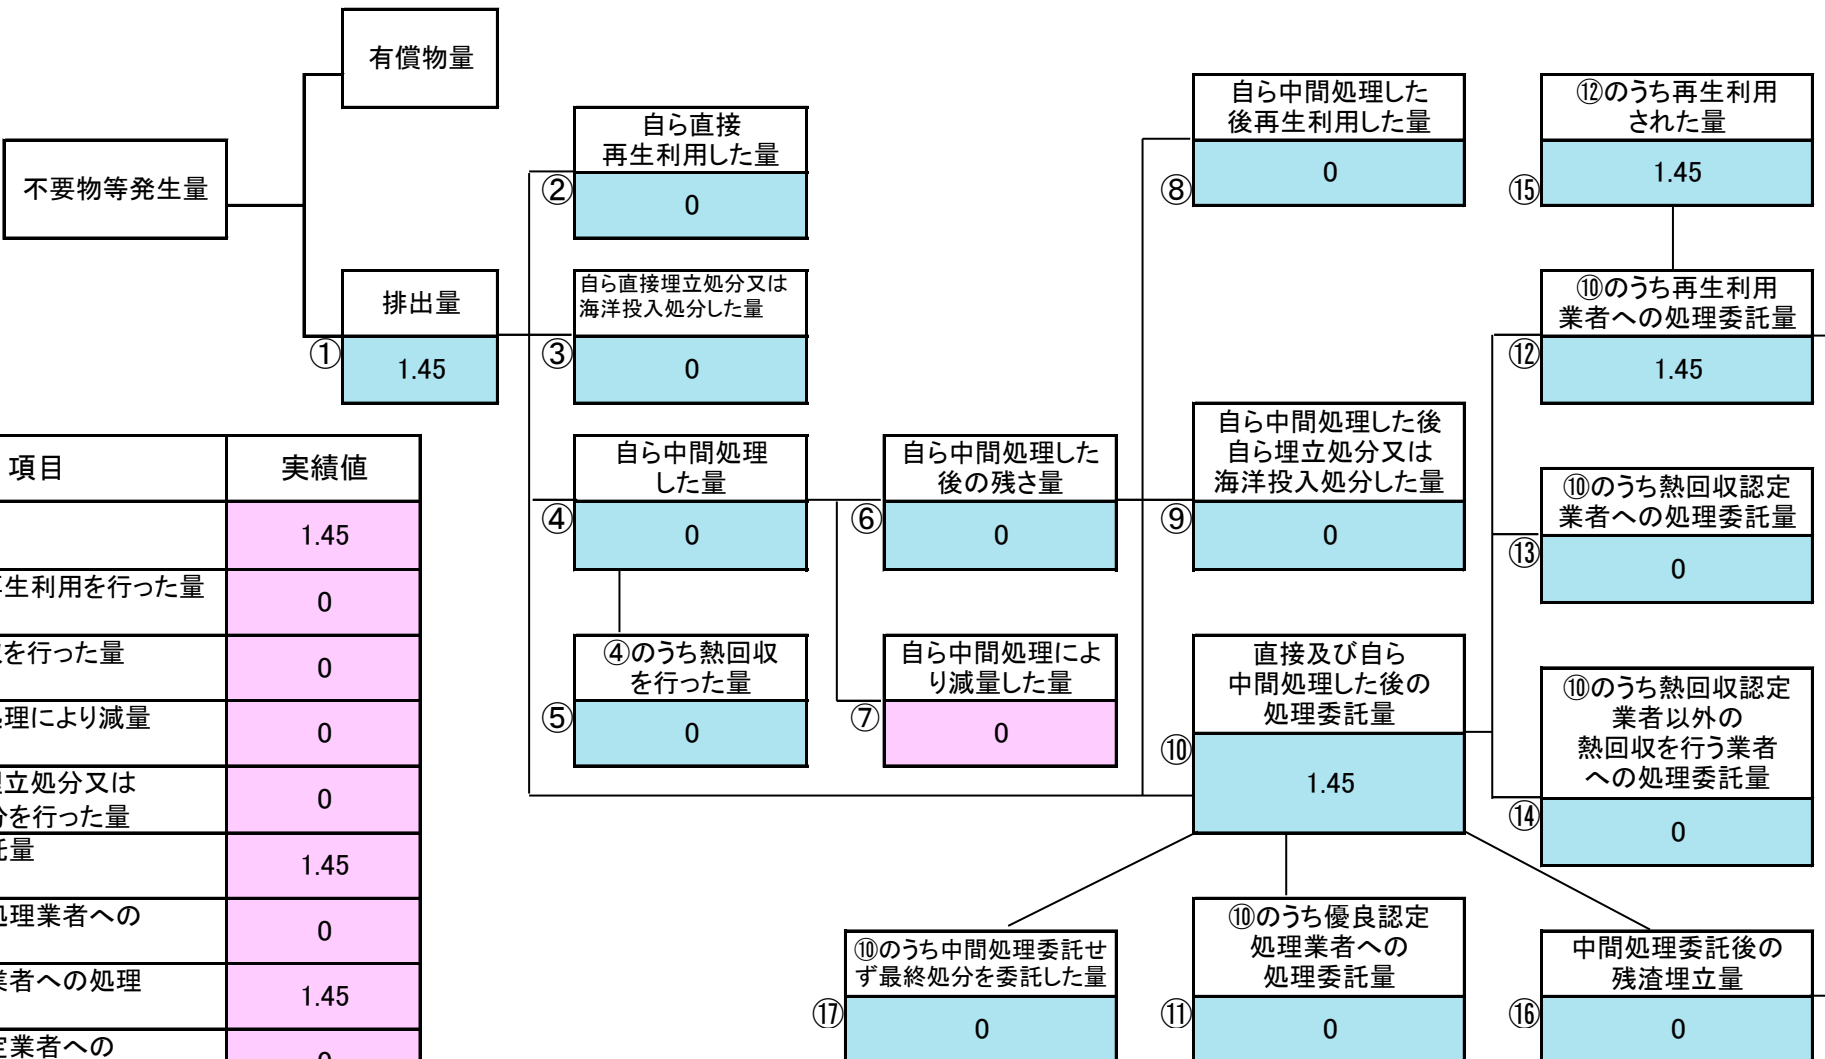 有償物量
不要物等発生量
排出量
①
1.45
自ら直接
再生利用した量
②
0
自ら直接埋立処分又は
海洋投入処分した量
③
0
自ら中間処理
した量
④
0
④のうち熱回収
を行った量
⑤
0
自ら中間処理した
後の残さ量
⑥
0
自ら中間処理によ
り減量した量
⑦
0
自ら中間処理した
後再生利用した量
⑧
0
自ら中間処理した後
自ら埋立処分又は
海洋投入処分した量
⑨
0
直接及び自ら
中間処理した後の
処理委託量
⑩
1.45
⑫のうち再生利用
された量
⑮
1.45
⑩のうち再生利用
業者への処理委託量
⑫
1.45
⑩のうち熱回収認定
業者への処理委託量
⑬
0
⑩のうち熱回収認定
業者以外の
熱回収を行う業者
への処理委託量
⑭
0
⑩のうち中間処理委託せ
ず最終処分を委託した量
⑰
0
⑩のうち優良認定
処理業者への
処理委託量
⑪
0
中間処理委託後の
残渣埋立量
⑯
0
項目 実績値
1.45
生利用を行った量
0
を行った量
0
理により減量
0
立処分又は
を行った量
0
量
1.45
処理業者への
0
業者への処理
1.45
業者への